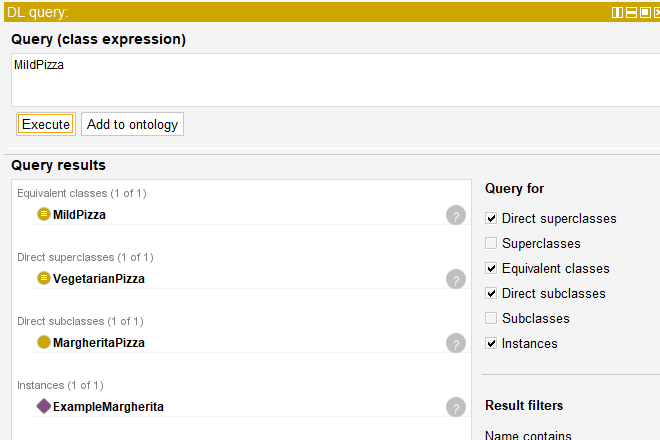 DL query:
Query (class expression)
MildPizza
Execute
Add to ontology
Query results
Equivalent classes (1 of 1)
MildPizza
?
Direct superclasses (1 of 1)
VegetarianPizza
?
Direct subclasses (1 of 1)
MargheritaPizza
?
Instances (1 of 1)
ExampleMargherita
?
Query for
Direct superclasses
Superclasses
Equivalent classes
Direct subclasses
Subclasses
Instances
Result filters
Name contains